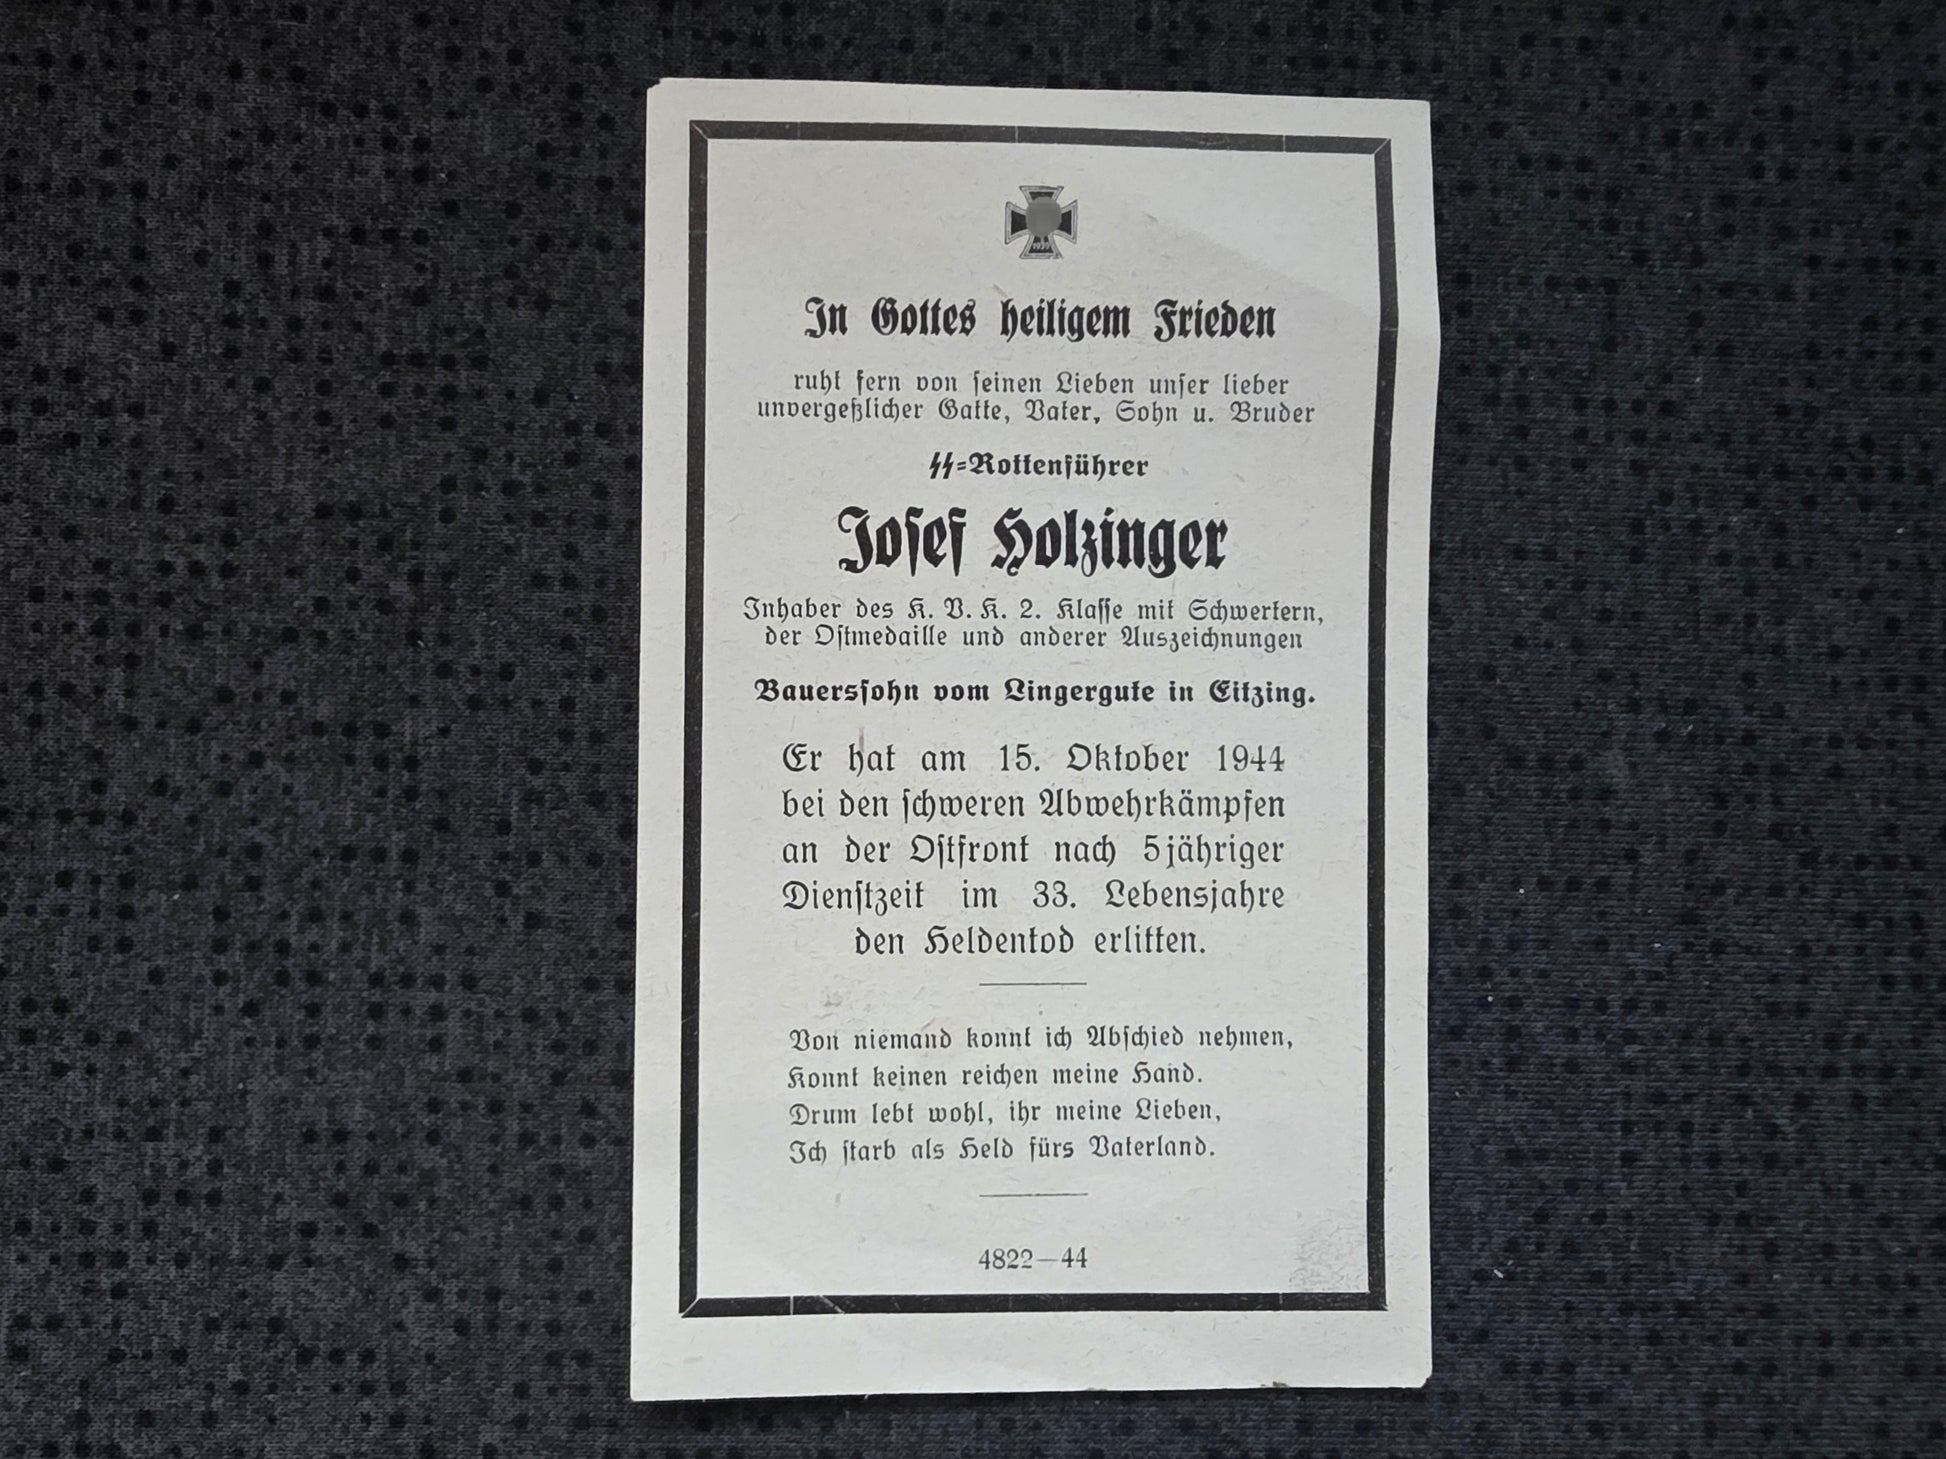 1939
In Gottes heiligem Frieden
ruht fern von seinen Lieben unser lieber
unvergeßlicher Gatte, Vater, Sohn u. Bruder
SS=Rottenführer
Josef Holzinger
Inhaber des K. V. K. 2. Klasse mit Schwertern,
der Ostmedaille und anderer Auszeichnungen
Bauerssohn vom Lingergute in Eitzing.
Er hat am 15. Oktober 1944
bei den schweren Abwehrkämpfen
an der Ostfront nach 5jähriger
Dienstzeit im 33. Lebensjahre
den Heldentod erlitten.
Von niemand konnt ich Abschied nehmen,
Konnt keinen reichen meine Hand.
Drum lebt wohl, ihr meine Lieben,
Ich starb als Held fürs Vaterland.
4822—44